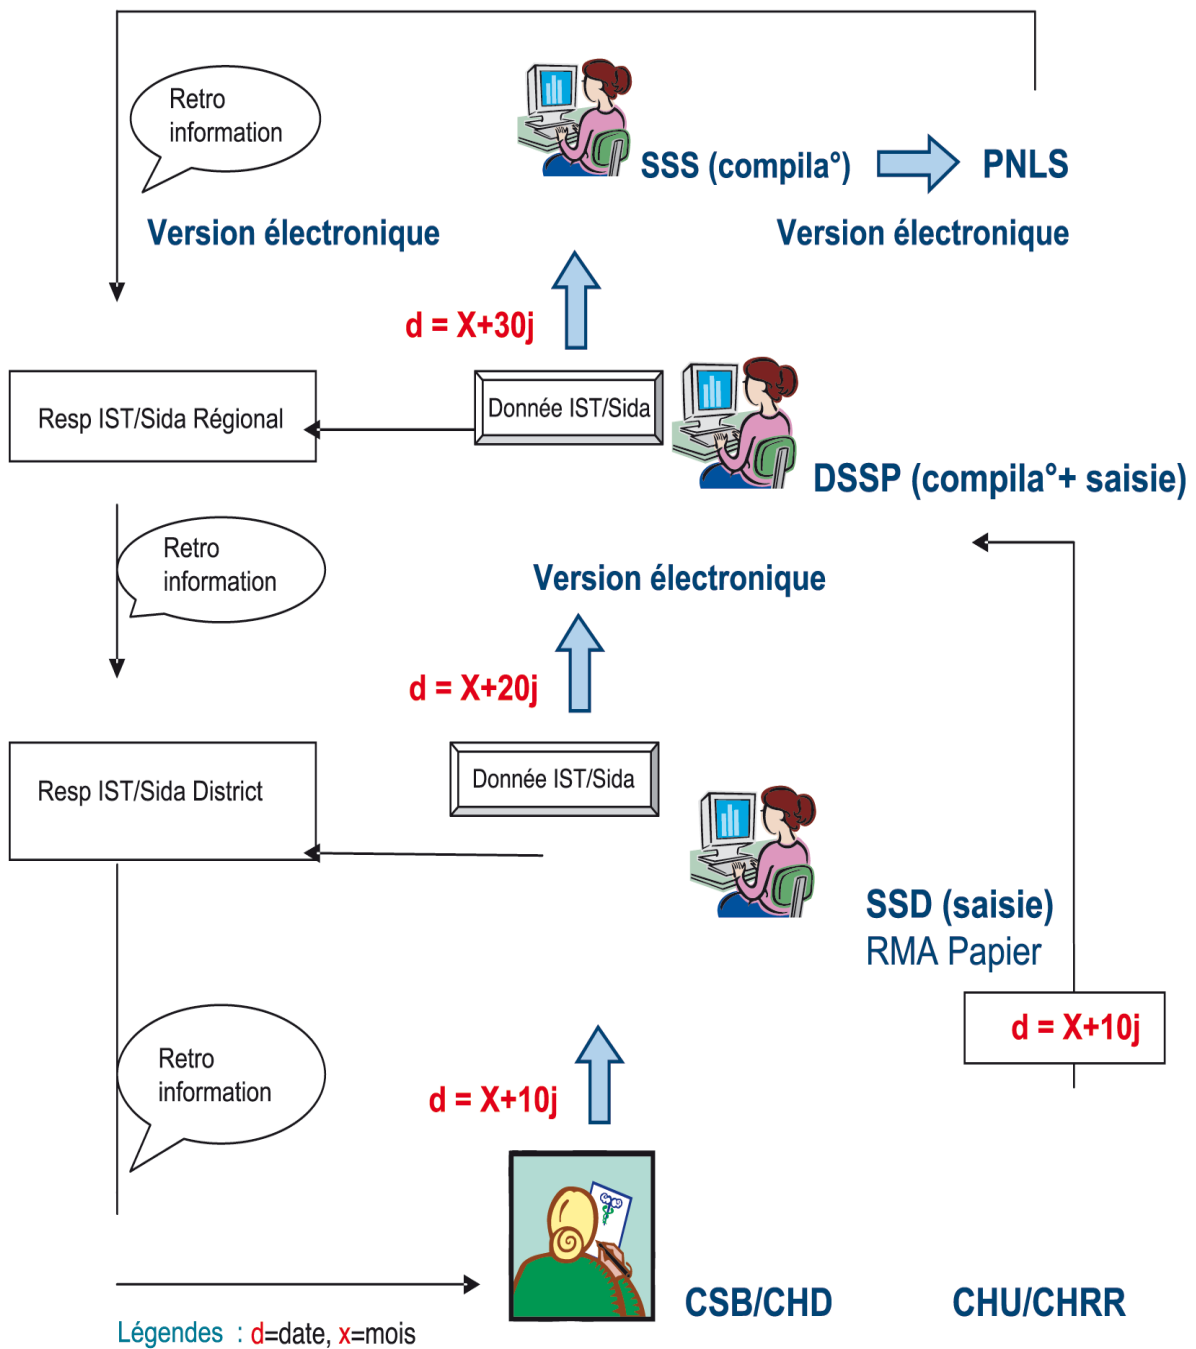 Retro
information
SSS (compila°)
PNLS
Version électronique
Version électronique
d = X+30j
Resp IST/Sida Régional
Donnée IST/Sida
DSSP (compila°+ saisie)
Retro
information
Version électronique
d = X+20j
Resp IST/Sida District
Donnée IST/Sida
SSD (saisie)
RMA Papier
d = X+10j
Retro
information
d = X+10j
CSB/CHD
CHU/CHRR
Légendes : d=date, x=mois